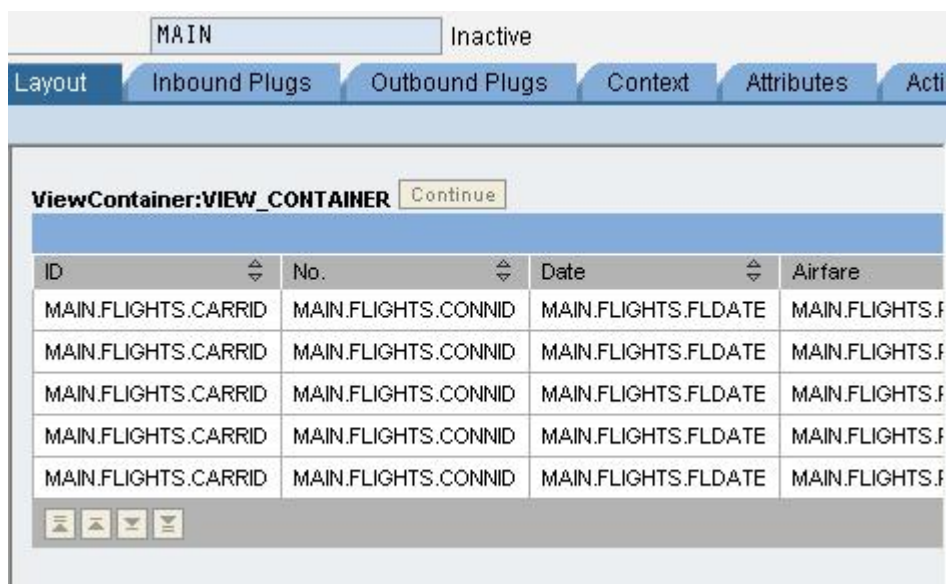 MAIN Inactive
Layout Inbound Plugs Outbound Plugs Context Attributes
ViewContainer:VIEW_CONTAINER Continue
ID No. Date Airfare
MAIN.FLIGHTS.CARRID MAIN.FLIGHTS.CONNID MAIN.FLIGHTS.FLDATE
MAIN.FLIGHTS.CARRID MAIN.FLIGHTS.CONNID MAIN.FLIGHTS.FLDATE
MAIN.FLIGHTS.CARRID MAIN.FLIGHTS.CONNID MAIN.FLIGHTS.FLDATE
MAIN.FLIGHTS.CARRID MAIN.FLIGHTS.CONNID MAIN.FLIGHTS.FLDATE
MAIN.FLIGHTS.CARRID MAIN.FLIGHTS.CONNID MAIN.FLIGHTS.FLDATE